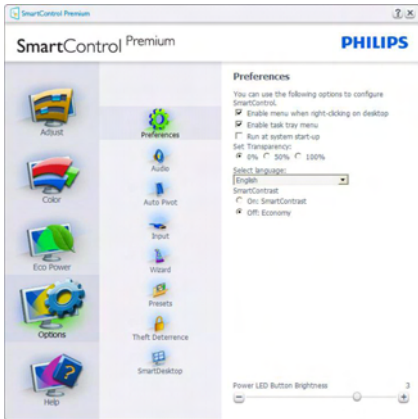 SmartControl Premium
SmartControl Premium
PHILIPS
Adjust
Color
Eco Power
Options
Help
Preferences
Audio
Auto Pivot
Input
Wizard
Presets
Theft Deterrence
SmartDesktop
Preferences
You can use the following options to configure
SmartControl.
Enable menu when right-clicking on desktop
Enable task tray menu
Run at system start-up
Set Transparency:
0% 50% 100%
Select language:
English
SmartContrast
On: SmartContrast
Off: Economy
Power LED Button Brightness 3